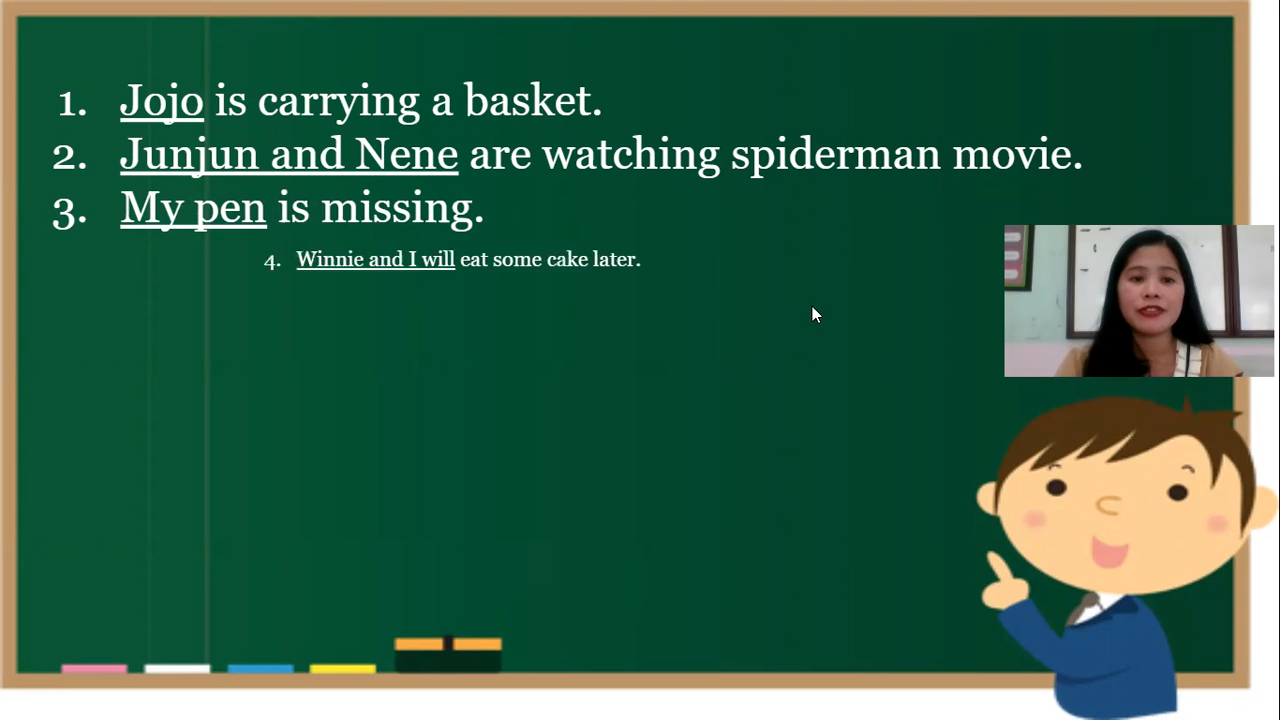 1. Jojo is carrying a basket.
2. Junjun and Nene are watching spiderman movie.
3. My pen is missing.
4. Winnie and I will eat some cake later.